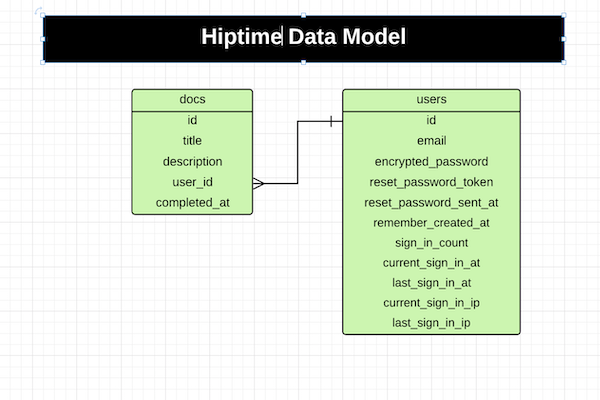 Hiptime Data Model
docs
id
title
description
user_id
completed_at
users
id
email
encrypted_password
reset_password_token
reset_password_sent_at
remember_created_at
sign_in_count
current_sign_in_at
last_sign_in_at
current_sign_in_ip
last_sign_in_ip